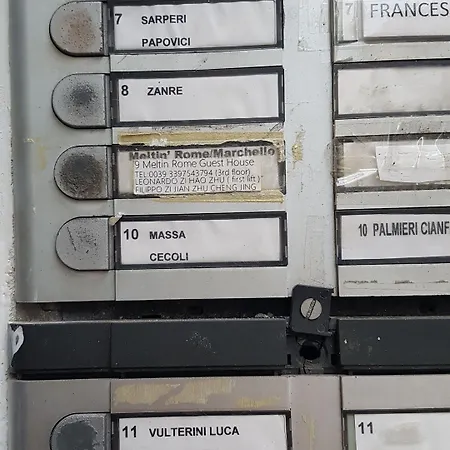 7 SARPERI
PAPOVICI
8 ZANRE
Meltin' Rome/Marchello
9 Meltin Rome Guest House
TEL:0039 3397543794 (3rd floor)
LEONARDO ZI HAO ZHU ( first lift )
FILIPPO ZI JIAN ZHU CHENG JING
10 MASSA
CECOLI
11 VULTERINI LUCA
7 FRANCES
10 PALMIERI CIANF
11